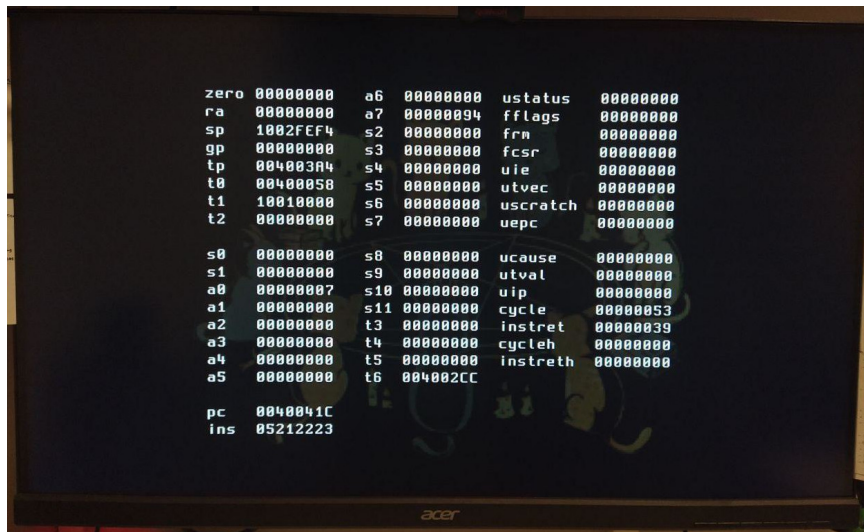 zero 00000000 a6 00000000 ustatus 00000000
ra 00000000 a7 00000094 fflags 00000000
sp 1002FEF4 s2 00000000 frm 00000000
gp 00000000 s3 00000000 fcsr 00000000
tp 004003A4 s4 00000000 uie 00000000
t0 00400058 s5 00000000 utvec 00000000
t1 10010000 s6 00000000 uscratch 00000000
t2 00000000 s7 00000000 uepc 00000000
s0 00000000 s8 00000000 ucause 00000000
s1 00000000 s9 00000000 utval 00000000
a0 00000007 s10 00000000 uip 00000000
a1 00000000 s11 00000000 cycle 00000053
a2 00000000 t3 00000000 instret 00000039
a3 00000000 t4 00000000 cycleh 00000000
a4 00000000 t5 00000000 instreth 00000000
a5 00000000 t6 004002CC
pc 0040041C
ins 05212223
acer